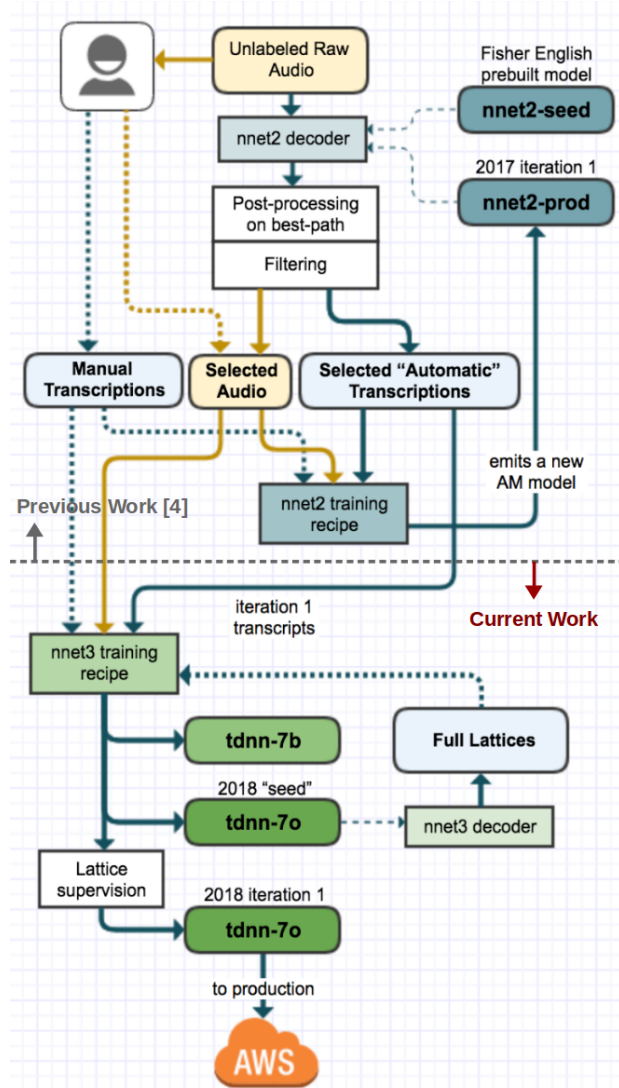 Unlabeled Raw
Audio
Fisher English
prebuilt model
nnet2-seed
nnet2 decoder
2017 iteration 1
nnet2-prod
Post-processing
on best-path
Filtering
Manual
Transcriptions
Selected
Audio
Selected “Automatic”
Transcriptions
emits a new
AM model
nnet2 training
recipe
Previous Work [4]
iteration 1
transcripts
Current Work
nnet3 training
recipe
tdnn-7b
Full Lattices
2018 “seed”
tdnn-7o
nnet3 decoder
Lattice
supervision
2018 iteration 1
tdnn-7o
to production
AWS